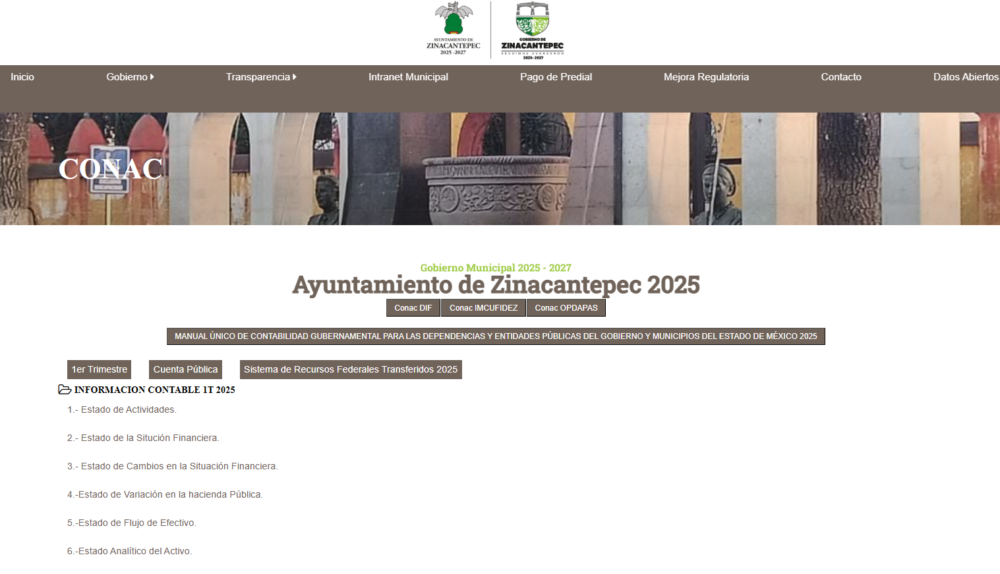 AYUNTAMIENTO DE
ZINACANTEPEC
2025 -2027
GOBIERNO DE
ZINACANTEPEC
SEGUIMOS AVANZANDO
2025- 2027
Inicio
Gobierno
Transparencia
Intranet Municipal
Pago de Predial
Mejora Regulatoria
Contacto
Datos Abiertos
CONAC
Gobierno Municipal 2025 - 2027
Ayuntamiento de Zinacantepec 2025
Conac DIF
Conac IMCUFIDEZ
Conac OPDAPAS
MANUAL ÚNICO DE CONTABILIDAD GUBERNAMENTAL PARA LAS DEPENDENCIAS Y ENTIDADES PÚBLICAS DEL GOBIERNO Y MUNICIPIOS DEL ESTADO DE MÉXICO 2025
1er Trimestre
Cuenta Pública
Sistema de Recursos Federales Transferidos 2025
INFORMACION CONTABLE 1T 2025
1.- Estado de Actividades.
2.- Estado de la Situción Financiera.
3.- Estado de Cambios en la Situación Financiera.
4.-Estado de Variación en la hacienda Pública.
5.-Estado de Flujo de Efectivo.
6.-Estado Analítico del Activo.